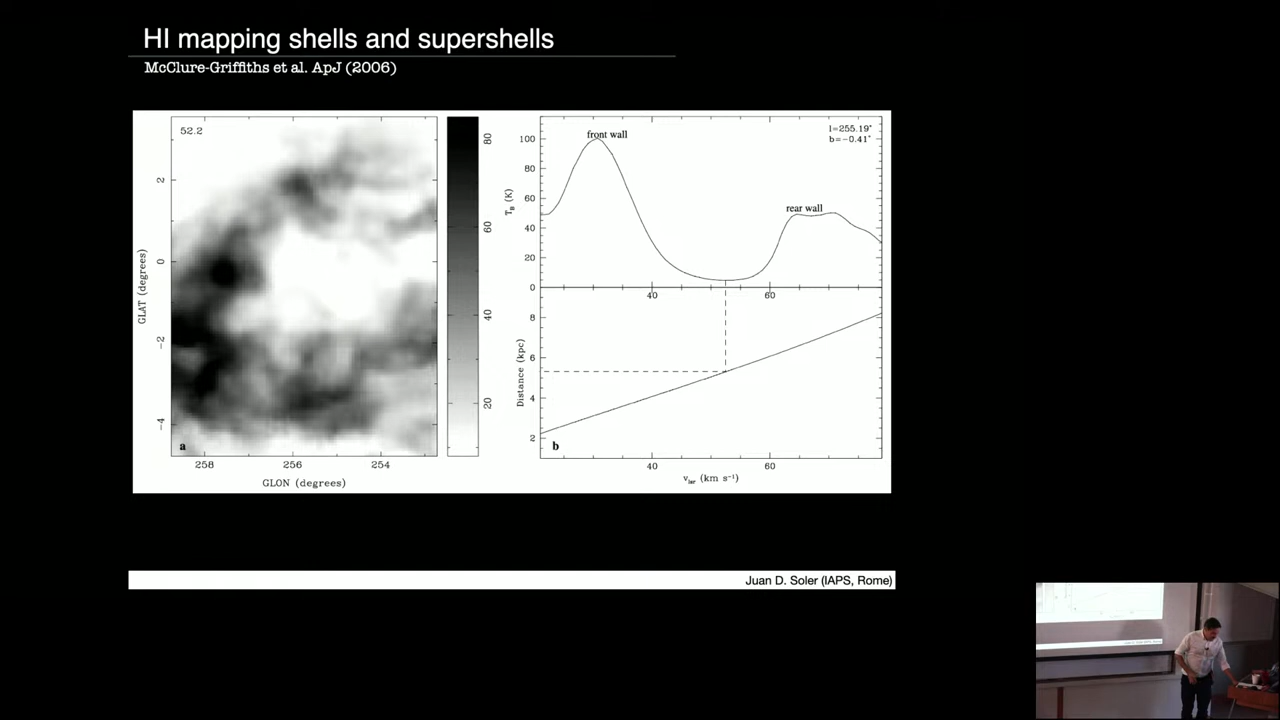 HI mapping shells and supershells
McClure-Griffiths et al. ApJ (2006)
52.2
GLAT (degrees)
2
0
-2
-4
a
258
256
254
GLON (degrees)
80
60
40
20
front wall
rear wall
l=255.19°
b=-0.41°
T_B (K)
100
80
60
40
20
0
40
60
Distance (kpc)
8
6
4
2
b
40
60
v_lsr (km s⁻¹)
Juan D. Soler (IAPS, Rome)